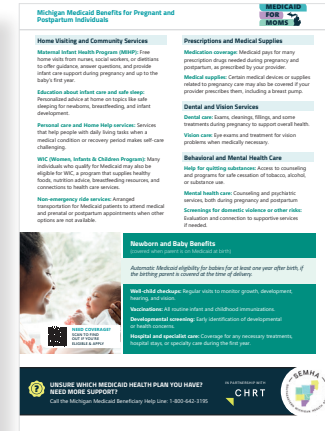 Michigan Medicaid Benefits for Pregnant and
Postpartum Individuals
MEDICAID
FOR
MOMS
Home Visiting and Community Services
Maternal Infant Health Program (MIHP): Free
home visits from nurses, social workers, or dietitians
to offer guidance, answer questions, and provide
infant care support during pregnancy and up to the
baby's first year.
Education about infant care and safe sleep:
Personalized advice at home on topics like safe
sleeping for newborns, breastfeeding, and infant
development.
Personal care and Home Help services: Services
that help people with daily living tasks when a
medical condition or recovery period makes self-care
challenging.
WIC (Women, Infants & Children Program): Many
individuals who qualify for Medicaid may also be
eligible for WIC, a program that supplies healthy
foods, nutrition advice, breastfeeding resources, and
connections to health care services.
Non-emergency ride services: Arranged
transportation for Medicaid patients to attend medical
and prenatal or postpartum appointments when other
options are not available.
Prescriptions and Medical Supplies
Medication coverage: Medicaid pays for many
prescription drugs needed during pregnancy and
postpartum, as prescribed by your provider.
Medical supplies: Certain medical devices or supplies
related to pregnancy may also be covered if your
provider prescribes them, including a breast pump.
Dental and Vision Services
Dental care: Exams, cleanings, fillings, and some
treatments during pregnancy to support overall health.
Vision care: Eye exams and treatment for vision
problems when medically necessary.
Behavioral and Mental Health Care
Help for quitting substances: Access to counseling
and programs for safe cessation of tobacco, alcohol,
or substance use.
Mental health care: Counseling and psychiatric
services, both during pregnancy and postpartum
Screenings for domestic violence or other risks:
Evaluation and connection to supportive services
if needed.
Newborn and Baby Benefits
(covered when parent is on Medicaid at birth)
Automatic Medicaid eligibility for babies for at least one year after birth, if
the birthing parent is covered at the time of delivery.
Well-child checkups: Regular visits to monitor growth, development,
hearing, and vision.
Vaccinations: All routine infant and childhood immunizations.
Developmental screening: Early identification of developmental
or health concerns.
Hospital and specialist care: Coverage for any necessary treatments,
hospital stays, or specialty care during the first year.
NEED COVERAGE?
SCAN TO FIND
OUT IF YOU'RE
ELIGIBLE & APPLY
UNSURE WHICH MEDICAID HEALTH PLAN YOU HAVE?
NEED MORE SUPPORT?
Call the Michigan Medicaid Beneficiary Help Line: 1-800-642-3195
IN PARTNERSHIP WITH
CHRT
SEMHA